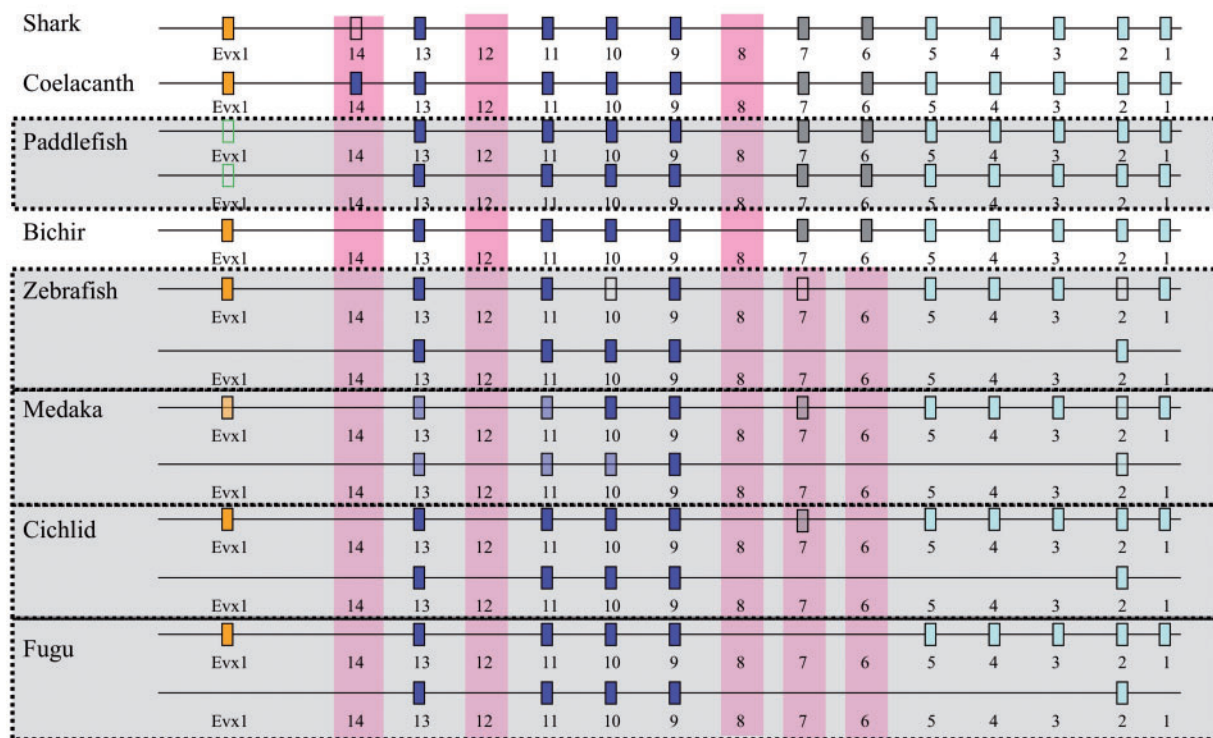 Shark
Evx1 14 13 12 11 10 9 8 7 6 5 4 3 2 1
Coelacanth
Evx1 14 13 12 11 10 9 8 7 6 5 4 3 2 1
Paddlefish
Evx1 14 13 12 11 10 9 8 7 6 5 4 3 2 1
Evx1 14 13 12 11 10 9 8 7 6 5 4 3 2 1
Bichir
Evx1 14 13 12 11 10 9 8 7 6 5 4 3 2 1
Zebrafish
Evx1 14 13 12 11 10 9 8 7 6 5 4 3 2 1
Evx1 14 13 12 11 10 9 8 7 6 5 4 3 2 1
Medaka
Evx1 14 13 12 11 10 9 8 7 6 5 4 3 2 1
Evx1 14 13 12 11 10 9 8 7 6 5 4 3 2 1
Cichlid
Evx1 14 13 12 11 10 9 8 7 6 5 4 3 2 1
Evx1 14 13 12 11 10 9 8 7 6 5 4 3 2 1
Fugu
Evx1 14 13 12 11 10 9 8 7 6 5 4 3 2 1
Evx1 14 13 12 11 10 9 8 7 6 5 4 3 2 1